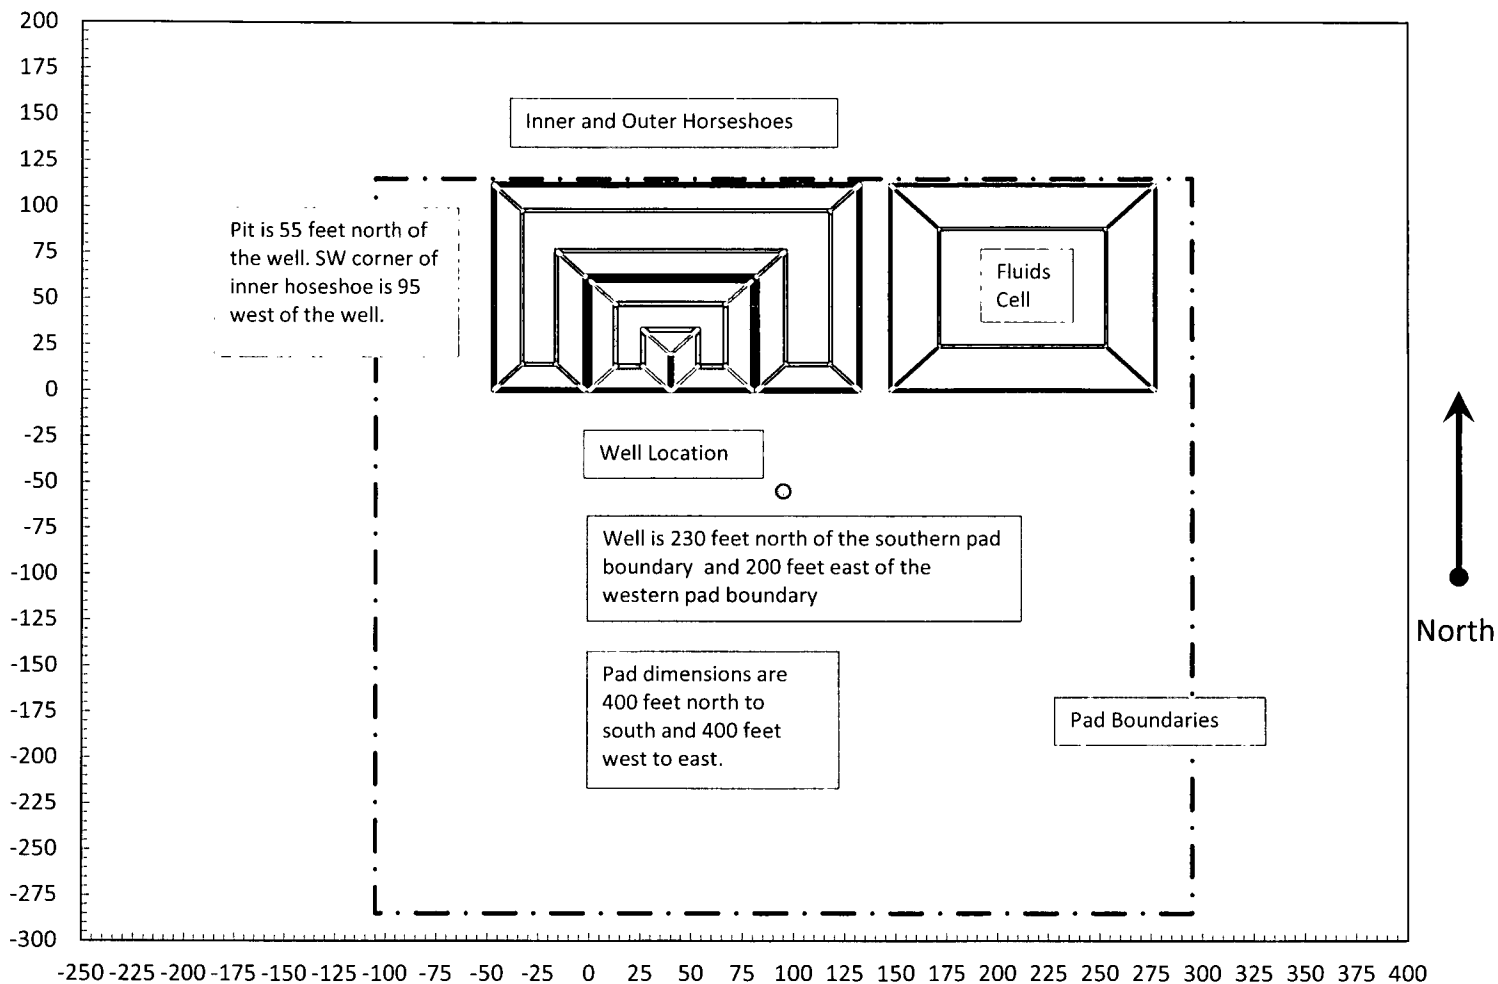 200
175
150
125
100
75
50
25
0
-25
-50
-75
-100
-125
-150
-175
-200
-225
-250
-275
-300
Inner and Outer Horseshoes
Pit is 55 feet north of
the well. SW corner of
inner hoseshoe is 95
west of the well.
Fluids
Cell
Well Location
Well is 230 feet north of the southern pad
boundary and 200 feet east of the
western pad boundary
Pad dimensions are
400 feet north to
south and 400 feet
west to east.
Pad Boundaries
North
-250 -225 -200 -175 -150 -125 -100 -75 -50 -25 0 25 50 75 100 125 150 175 200 225 250 275 300 325 350 375 400